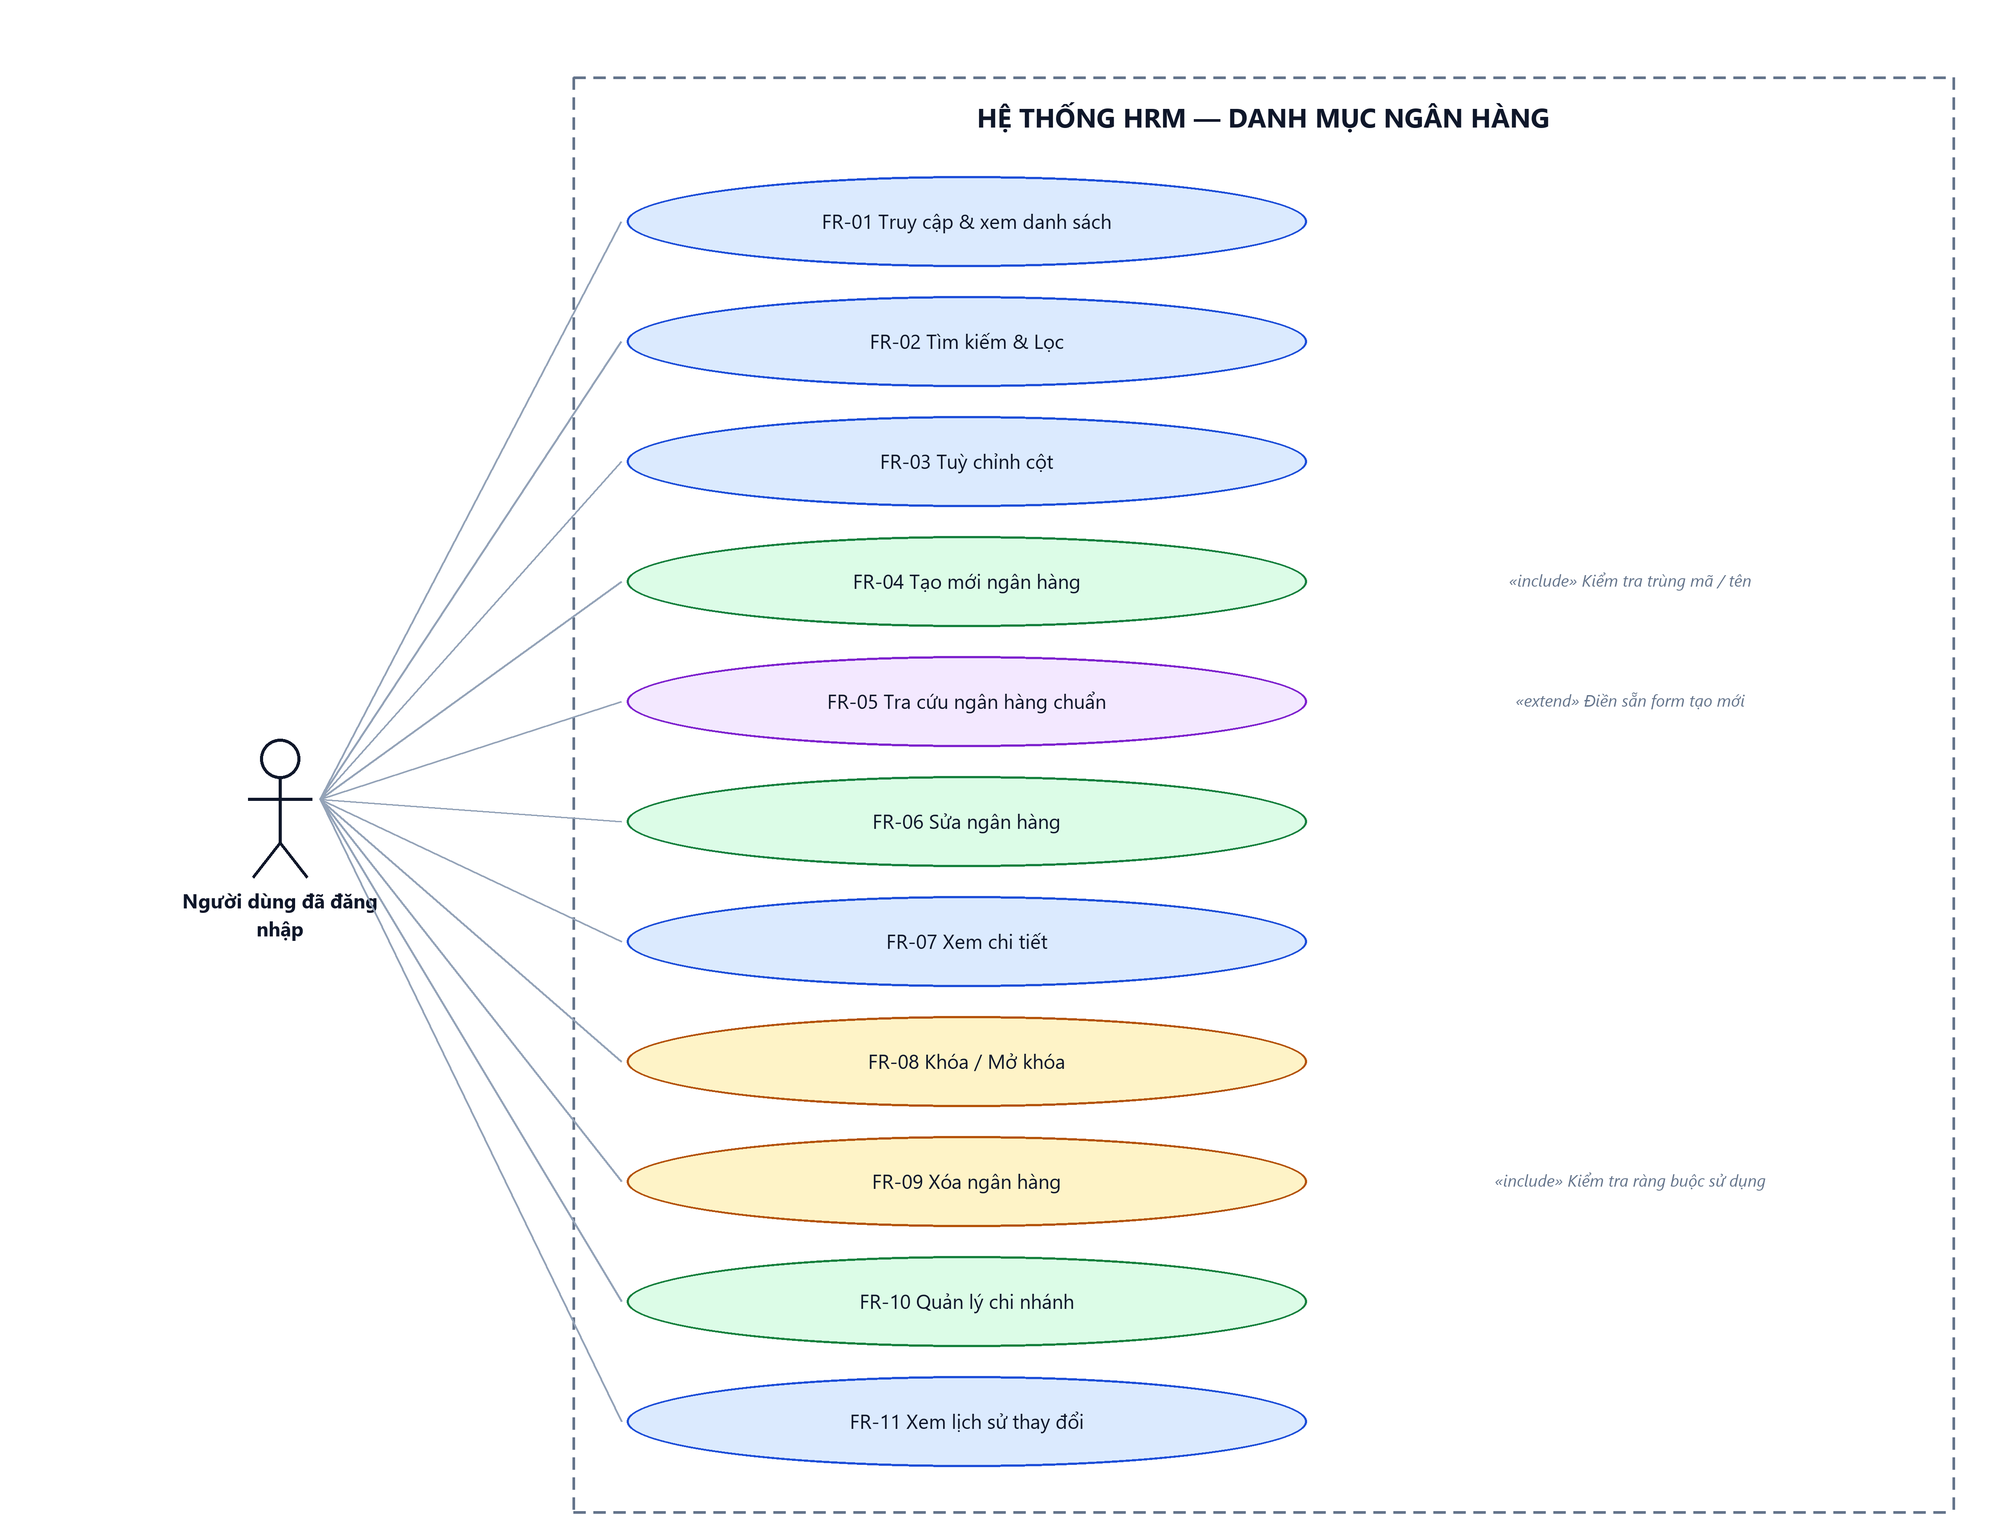 HỆ THỐNG HRM — DANH MỤC NGÂN HÀNG
FR-01 Truy cập & xem danh sách
FR-02 Tìm kiếm & Lọc
FR-03 Tuỳ chỉnh cột
FR-04 Tạo mới ngân hàng
«include» Kiểm tra trùng mã / tên
FR-05 Tra cứu ngân hàng chuẩn
«extend» Điền sẵn form tạo mới
FR-06 Sửa ngân hàng
Người dùng đã đăng
nhập
FR-07 Xem chi tiết
FR-08 Khóa / Mở khóa
FR-09 Xóa ngân hàng
«include» Kiểm tra ràng buộc sử dụng
FR-10 Quản lý chi nhánh
FR-11 Xem lịch sử thay đổi